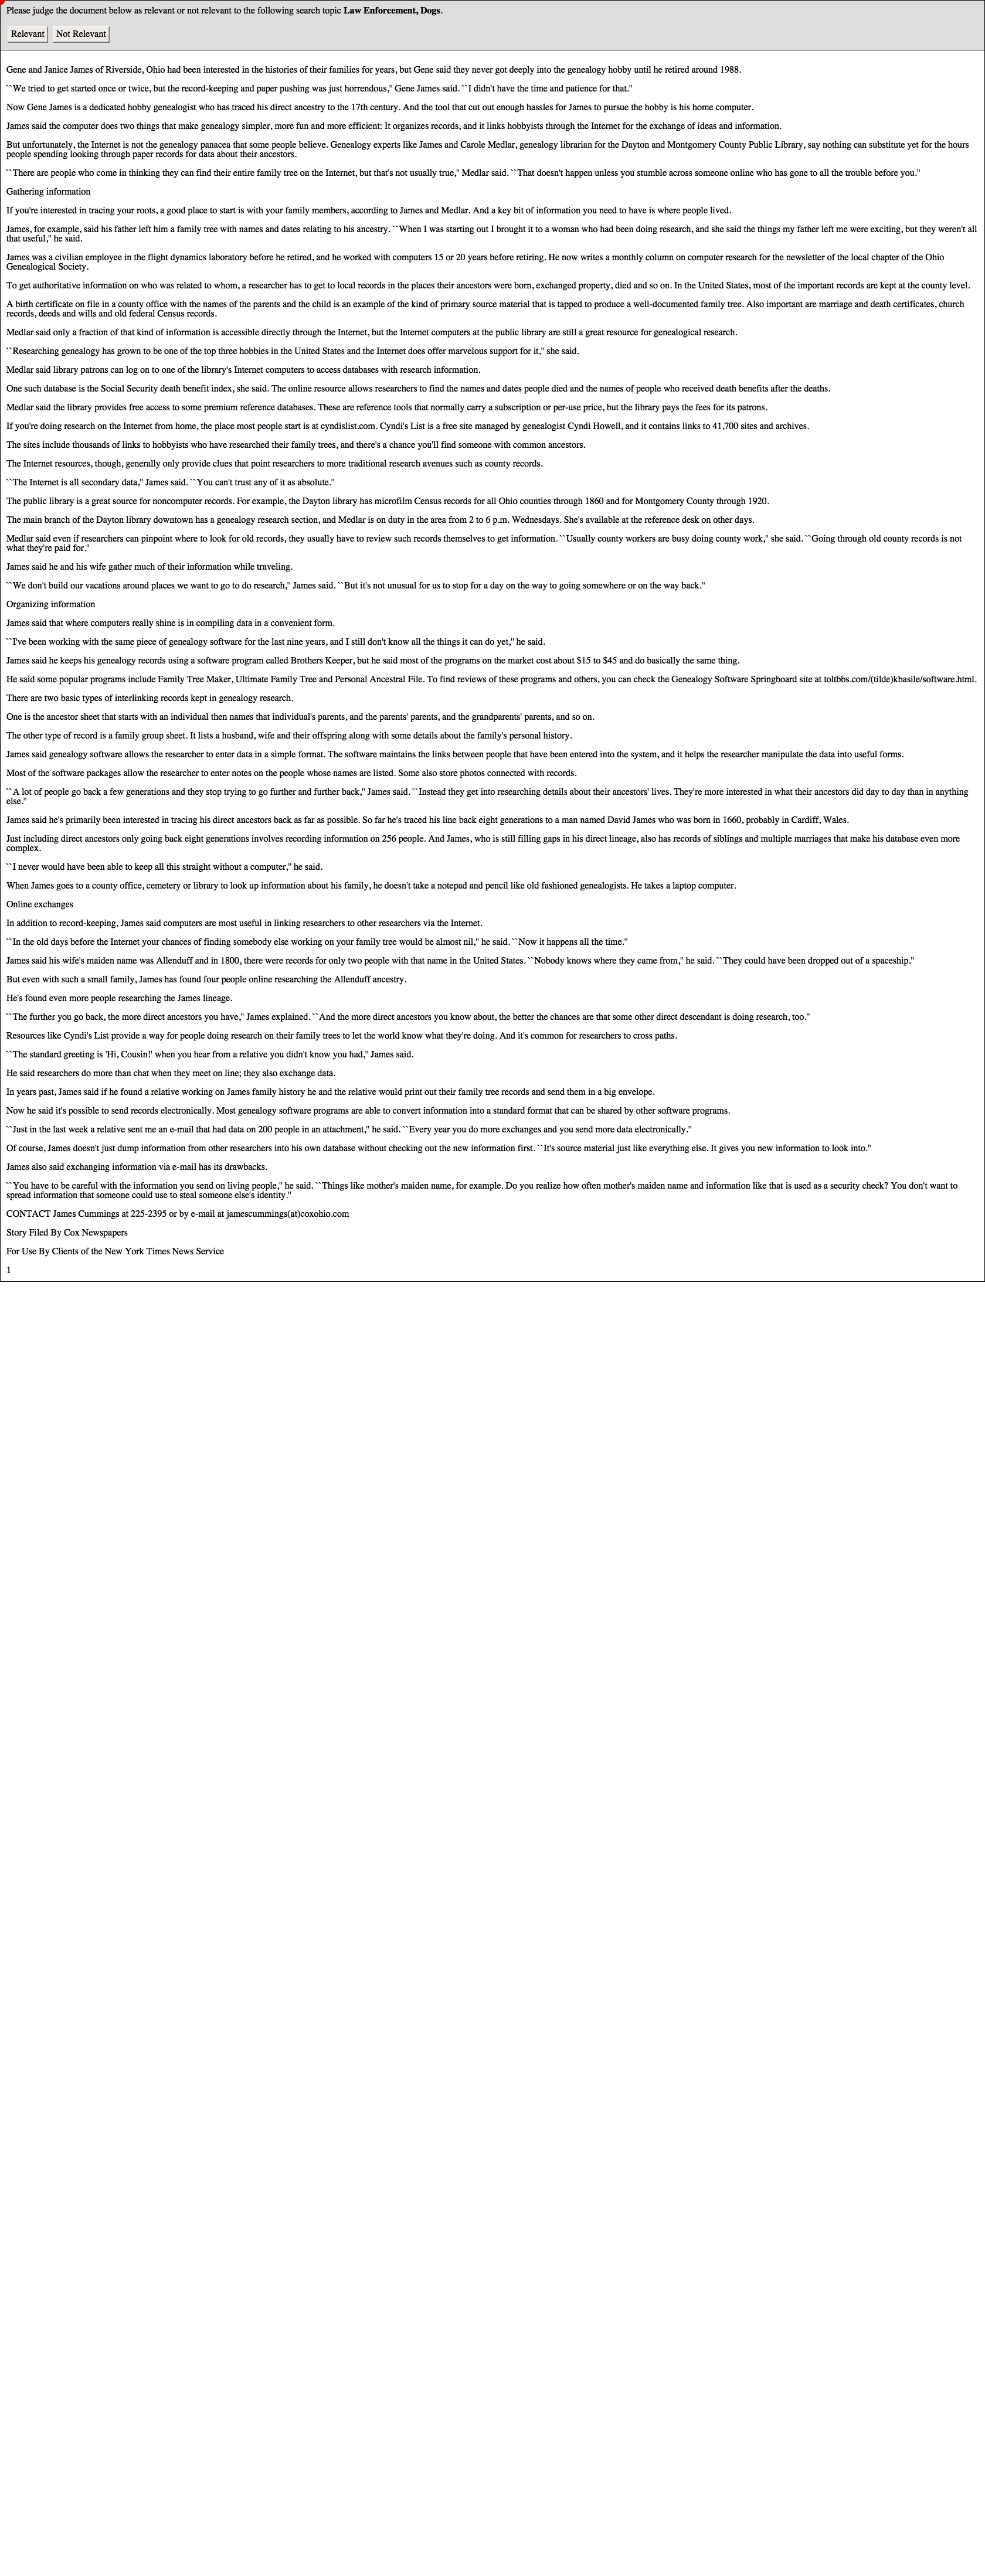 Please judge the document below as relevant or not relevant to the following search topic Law Enforcement, Dogs.
Relevant Not Relevant
Gene and Janice James of Riverside, Ohio had been interested in the histories of their families for years, but Gene said they never got deeply into the genealogy hobby until he retired around 1988.
``We tried to get started once or twice, but the record-keeping and paper pushing was just horrendous,'' Gene James said. ``I didn't have the time and patience for that.''
Now Gene James is a dedicated hobby genealogist who has traced his direct ancestry to the 17th century. And the tool that cut out enough hassles for James to pursue the hobby is his home computer.
James said the computer does two things that make genealogy simpler, more fun and more efficient: It organizes records, and it links hobbyists through the Internet for the exchange of ideas and information.
But unfortunately, the Internet is not the genealogy panacea that some people believe. Genealogy experts like James and Carole Medlar, genealogy librarian for the Dayton and Montgomery County Public Library, say nothing can substitute yet for the hours
people spending looking through paper records for data about their ancestors.
``There are people who come in thinking they can find their entire family tree on the Internet, but that's not usually true,'' Medlar said. ``That doesn't happen unless you stumble across someone online who has gone to all the trouble before you.''
Gathering information
If you're interested in tracing your roots, a good place to start is with your family members, according to James and Medlar. And a key bit of information you need to have is where people lived.
James, for example, said his father left him a family tree with names and dates relating to his ancestry. ``When I was starting out I brought it to a woman who had been doing research, and she said the things my father left me were exciting, but they weren't all
that useful,'' he said.
James was a civilian employee in the flight dynamics laboratory before he retired, and he worked with computers 15 or 20 years before retiring. He now writes a monthly column on computer research for the newsletter of the local chapter of the Ohio
Genealogical Society.
To get authoritative information on who was related to whom, a researcher has to get to local records in the places their ancestors were born, exchanged property, died and so on. In the United States, most of the important records are kept at the county level.
A birth certificate on file in a county office with the names of the parents and the child is an example of the kind of primary source material that is tapped to produce a well-documented family tree. Also important are marriage and death certificates, church
records, deeds and wills and old federal Census records.
Medlar said only a fraction of that kind of information is accessible directly through the Internet, but the Internet computers at the public library are still a great resource for genealogical research.
``Researching genealogy has grown to be one of the top three hobbies in the United States and the Internet does offer marvelous support for it,'' she said.
Medlar said library patrons can log on to one of the library's Internet computers to access databases with research information.
One such database is the Social Security death benefit index, she said. The online resource allows researchers to find the names and dates people died and the names of people who received death benefits after the deaths.
Medlar said the library provides free access to some premium reference databases. These are reference tools that normally carry a subscription or per-use price, but the library pays the fees for its patrons.
If you're doing research on the Internet from home, the place most people start is at cyndislist.com. Cyndi's List is a free site managed by genealogist Cyndi Howell, and it contains links to 41,700 sites and archives.
The sites include thousands of links to hobbyists who have researched their family trees, and there's a chance you'll find someone with common ancestors.
The Internet resources, though, generally only provide clues that point researchers to more traditional research avenues such as county records.
``The Internet is all secondary data,'' James said. ``You can't trust any of it as absolute.''
The public library is a great source for noncomputer records. For example, the Dayton library has microfilm Census records for all Ohio counties through 1860 and for Montgomery County through 1920.
The main branch of the Dayton library downtown has a genealogy research section, and Medlar is on duty in the area from 2 to 6 p.m. Wednesdays. She's available at the reference desk on other days.
Medlar said even if researchers can pinpoint where to look for old records, they usually have to review such records themselves to get information. ``Usually county workers are busy doing county work,'' she said. ``Going through old county records is not
what they're paid for.''
James said he and his wife gather much of their information while traveling.
``We don't build our vacations around places we want to go to do research,'' James said. ``But it's not unusual for us to stop for a day on the way to going somewhere or on the way back.''
Organizing information
James said that where computers really shine is in compiling data in a convenient form.
``I've been working with the same piece of genealogy software for the last nine years, and I still don't know all the things it can do yet,'' he said.
James said he keeps his genealogy records using a software program called Brothers Keeper, but he said most of the programs on the market cost about $15 to $45 and do basically the same thing.
He said some popular programs include Family Tree Maker, Ultimate Family Tree and Personal Ancestral File. To find reviews of these programs and others, you can check the Genealogy Software Springboard site at toltbbs.com/(tilde)kbasile/software.html.
There are two basic types of interlinking records kept in genealogy research.
One is the ancestor sheet that starts with an individual then names that individual's parents, and the parents' parents, and the grandparents' parents, and so on.
The other type of record is a family group sheet. It lists a husband, wife and their offspring along with some details about the family's personal history.
James said genealogy software allows the researcher to enter data in a simple format. The software maintains the links between people that have been entered into the system, and it helps the researcher manipulate the data into useful forms.
Most of the software packages allow the researcher to enter notes on the people whose names are listed. Some also store photos connected with records.
``A lot of people go back a few generations and they stop trying to go further and further back,'' James said. ``Instead they get into researching details about their ancestors' lives. They're more interested in what their ancestors did day to day than in anything
else.''
James said he's primarily been interested in tracing his direct ancestors back as far as possible. So far he's traced his line back eight generations to a man named David James who was born in 1660, probably in Cardiff, Wales.
Just including direct ancestors only going back eight generations involves recording information on 256 people. And James, who is still filling gaps in his direct lineage, also has records of siblings and multiple marriages that make his database even more
complex.
``I never would have been able to keep all this straight without a computer,'' he said.
When James goes to a county office, cemetery or library to look up information about his family, he doesn't take a notepad and pencil like old fashioned genealogists. He takes a laptop computer.
Online exchanges
In addition to record-keeping, James said computers are most useful in linking researchers to other researchers via the Internet.
``In the old days before the Internet your chances of finding somebody else working on your family tree would be almost nil,'' he said. ``Now it happens all the time.''
James said his wife's maiden name was Allenduff and in 1800, there were records for only two people with that name in the United States. ``Nobody knows where they came from,'' he said. ``They could have been dropped out of a spaceship.''
But even with such a small family, James has found four people online researching the Allenduff ancestry.
He's found even more people researching the James lineage.
``The further you go back, the more direct ancestors you have,'' James explained. ``And the more direct ancestors you know about, the better the chances are that some other direct descendant is doing research, too.''
Resources like Cyndi's List provide a way for people doing research on their family trees to let the world know what they're doing. And it's common for researchers to cross paths.
``The standard greeting is 'Hi, Cousin!' when you hear from a relative you didn't know you had,'' James said.
He said researchers do more than chat when they meet on line; they also exchange data.
In years past, James said if he found a relative working on James family history he and the relative would print out their family tree records and send them in a big envelope.
Now he said it's possible to send records electronically. Most genealogy software programs are able to convert information into a standard format that can be shared by other software programs.
``Just in the last week a relative sent me an e-mail that had data on 200 people in an attachment,'' he said. ``Every year you do more exchanges and you send more data electronically.''
Of course, James doesn't just dump information from other researchers into his own database without checking out the new information first. ``It's source material just like everything else. It gives you new information to look into.''
James also said exchanging information via e-mail has its drawbacks.
``You have to be careful with the information you send on living people,'' he said. ``Things like mother's maiden name, for example. Do you realize how often mother's maiden name and information like that is used as a security check? You don't want to
spread information that someone could use to steal someone else's identity.''
CONTACT James Cummings at 225-2395 or by e-mail at jamescummings(at)coxohio.com
Story Filed By Cox Newspapers
For Use By Clients of the New York Times News Service
1